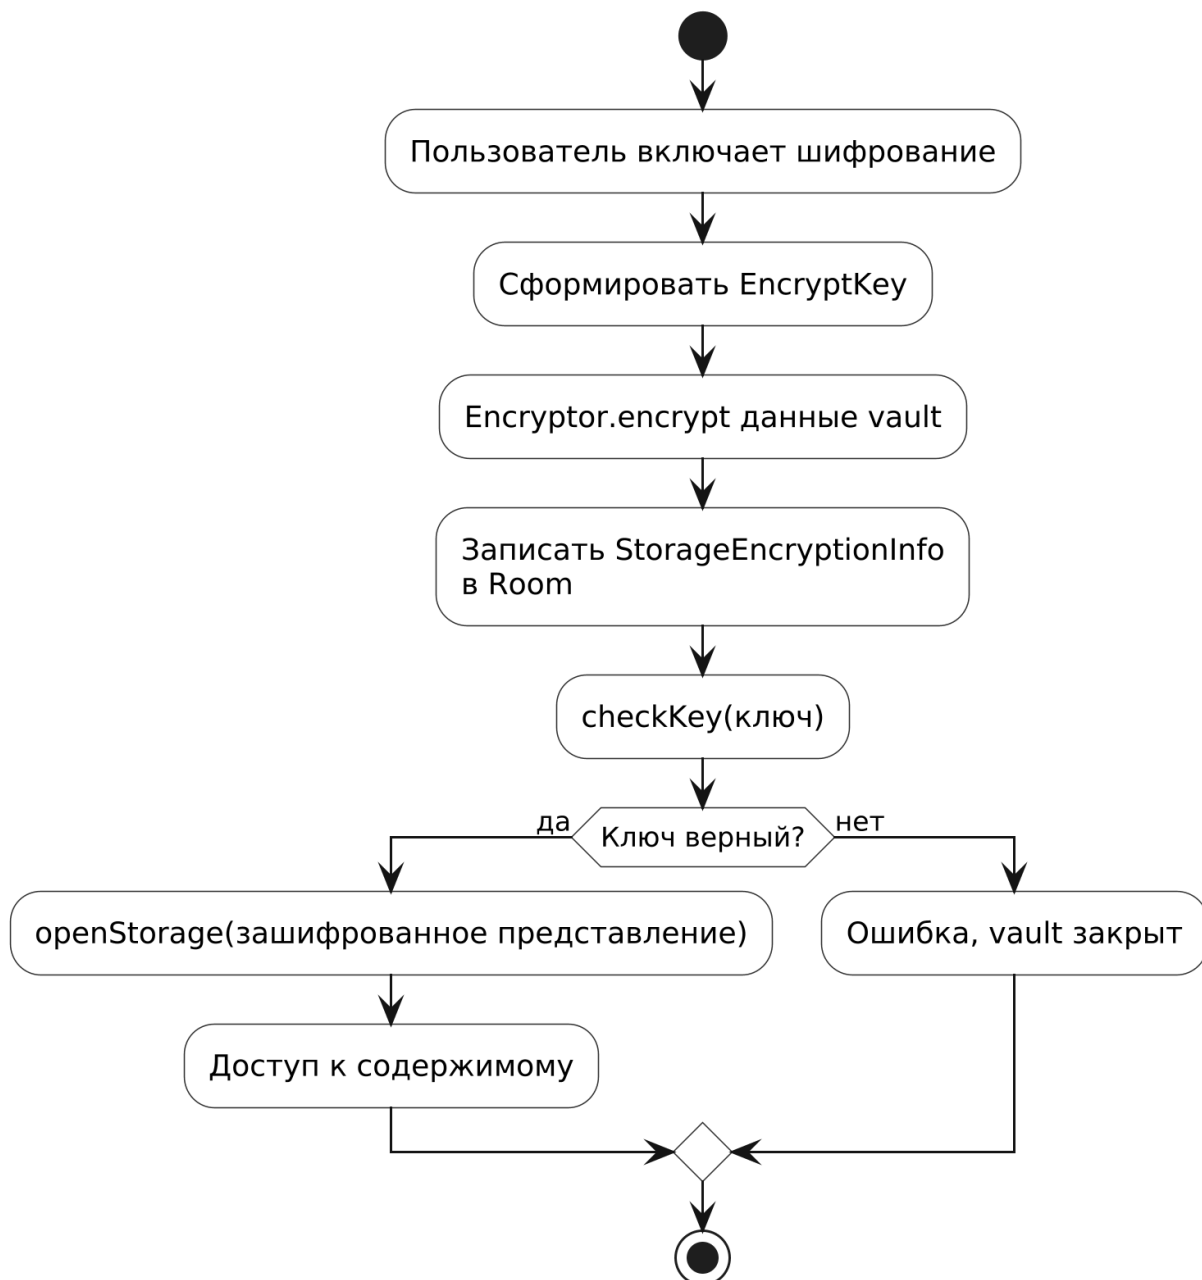 Пользователь включает шифрование
Сформировать EncryptKey
Encryptor.encrypt данные vault
Записать StorageEncryptionInfo
в Room
checkKey(ключ)
да
Ключ верный?
нет
openStorage(зашифрованное представление)
Ошибка, vault закрыт
Доступ к содержимому